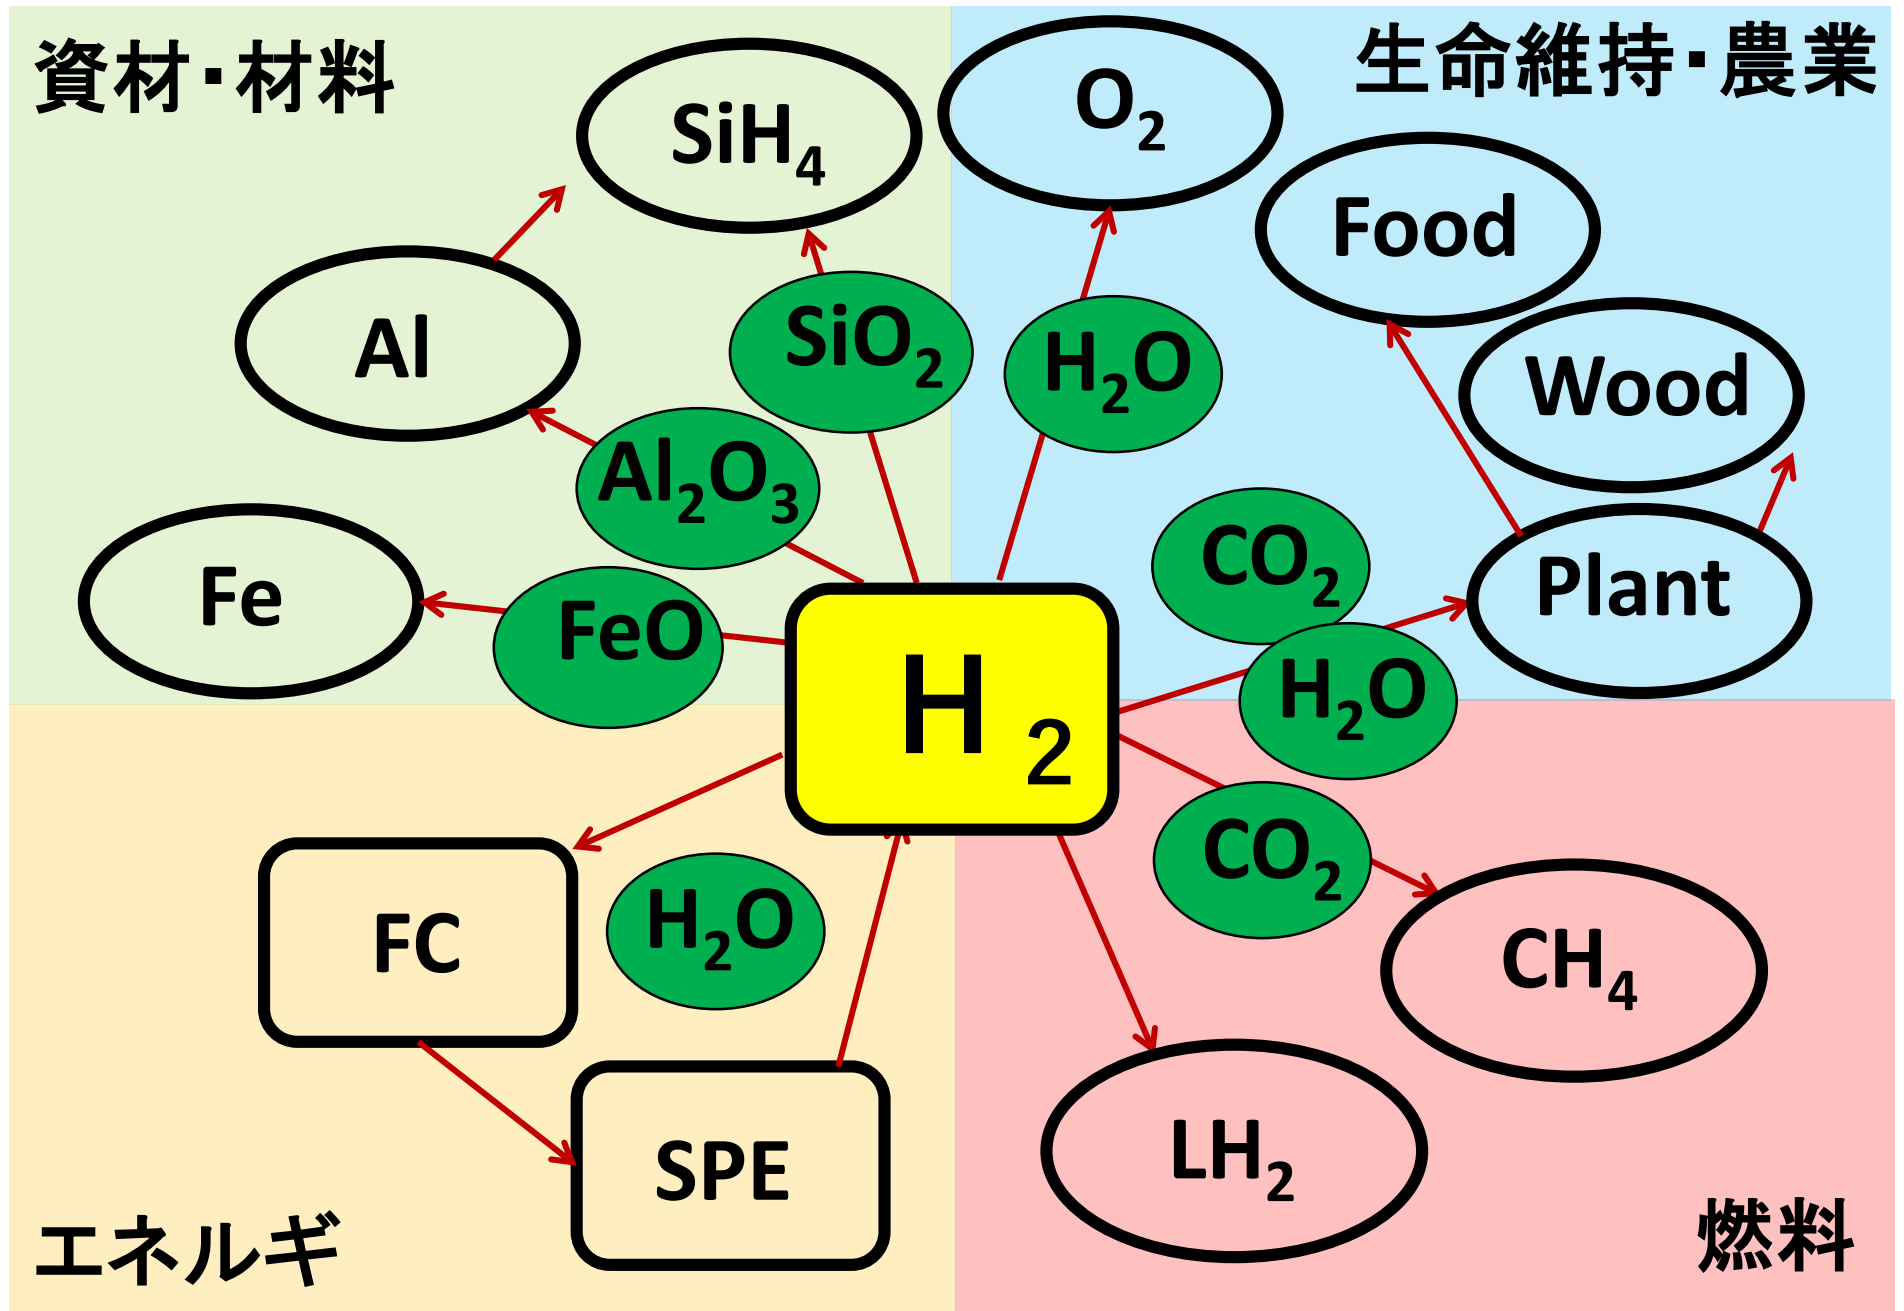 資材・材料
SiH₄
Al
SiO₂
Al₂O₃
Fe
FeO
生命維持・農業
O₂
Food
H₂O
Wood
CO₂
Plant
H₂O
H₂
エネルギ
FC
H₂O
SPE
CO₂
CH₄
LH₂
燃料